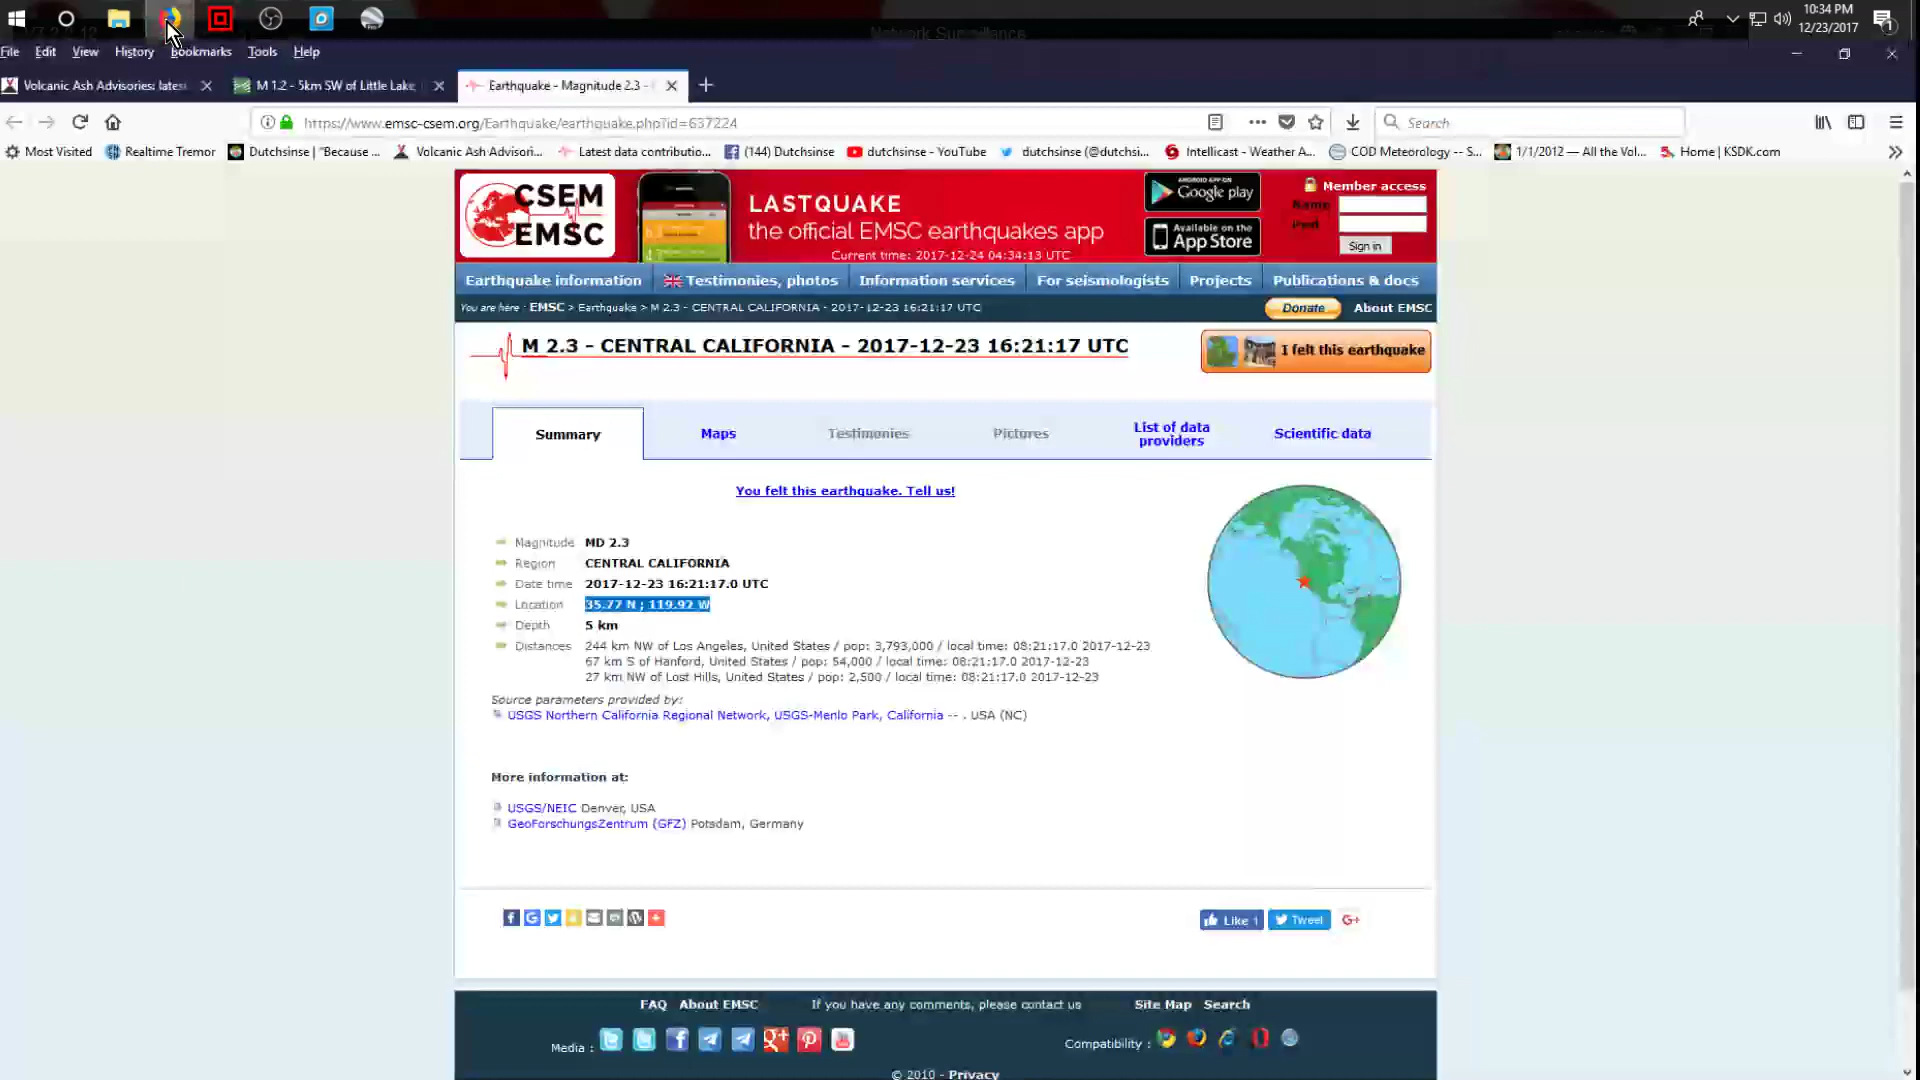 10:34 PM
12/23/2017
Network Surveillance
File Edit View History Bookmarks Tools Help
Volcanic Ash Advisories: lates
M 1.2 - 5km SW of Little Lake,
Earthquake - Magnitude 2.3 -
https://www.emsc-csem.org/Earthquake/earthquake.php?id=637224
Search
Most Visited Realtime Tremor Dutchsinse | "Because ... Volcanic Ash Advisori... Latest data contributio... (144) Dutchsinse dutchsinse - YouTube dutchsinse (@dutchsi... Intellicast - Weather A... COD Meteorology -- S... 1/1/2012 — All the Vol... Home | KSDK.com
CSEM
EMSC
LASTQUAKE
the official EMSC earthquakes app
Current time: 2017-12-24 04:34:13 UTC
ANDROID APP ON
Google play
Available on the
App Store
Member access
Name
Pwd
Sign in
Earthquake information Testimonies, photos Information services For seismologists Projects Publications & docs
You are here : EMSC > Earthquake > M 2.3 - CENTRAL CALIFORNIA - 2017-12-23 16:21:17 UTC
Donate About EMSC
M 2.3 - CENTRAL CALIFORNIA - 2017-12-23 16:21:17 UTC
I felt this earthquake
Summary Maps Testimonies Pictures List of data providers Scientific data
You felt this earthquake. Tell us!
Magnitude MD 2.3
Region CENTRAL CALIFORNIA
Date time 2017-12-23 16:21:17.0 UTC
Location 35.77 N ; 119.92 W
Depth 5 km
Distances 244 km NW of Los Angeles, United States / pop: 3,793,000 / local time: 08:21:17.0 2017-12-23
67 km S of Hanford, United States / pop: 54,000 / local time: 08:21:17.0 2017-12-23
27 km NW of Lost Hills, United States / pop: 2,500 / local time: 08:21:17.0 2017-12-23
Source parameters provided by:
USGS Northern California Regional Network, USGS-Menlo Park, California -- . USA (NC)
More information at:
USGS/NEIC Denver, USA
GeoForschungsZentrum (GFZ) Potsdam, Germany
Like 1 Tweet G+
FAQ About EMSC If you have any comments, please contact us Site Map Search
Media : Compatibility :
© 2010 - Privacy